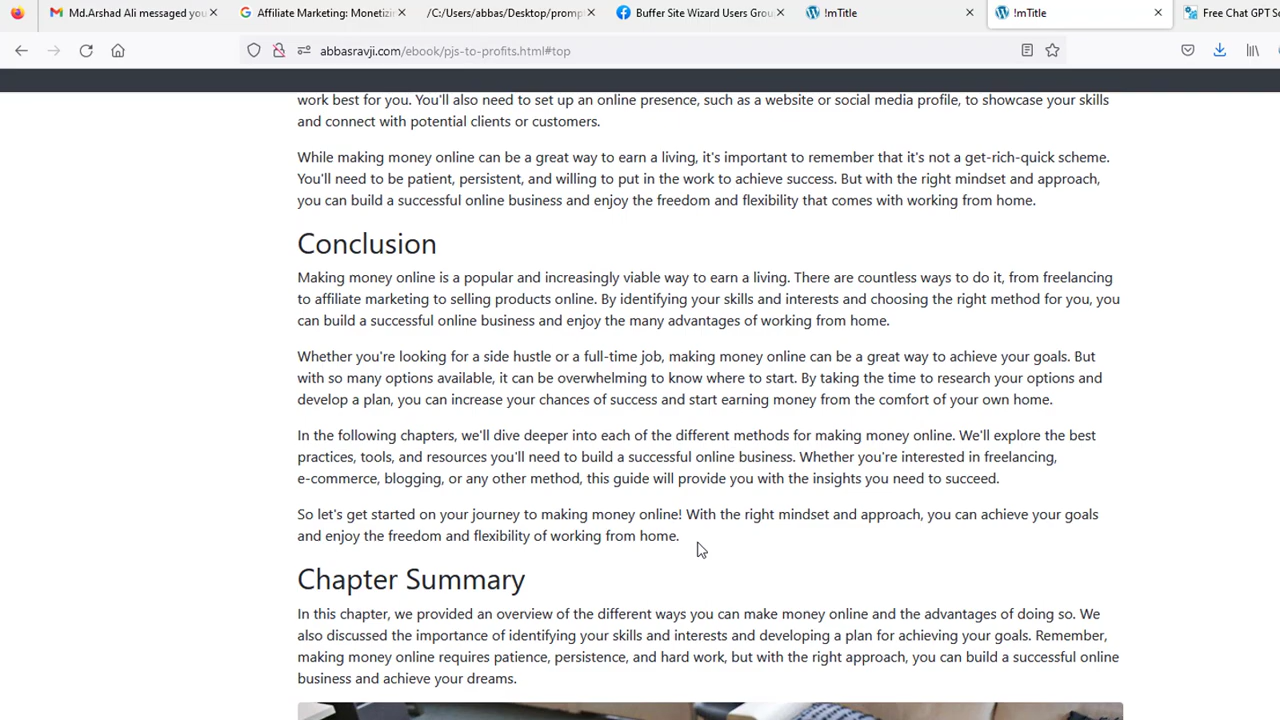 Md.Arshad Ali messaged you
Affiliate Marketing: Monetizin
/C:/Users/abbas/Desktop/promp
Buffer Site Wizard Users Grou
!mTitle
!mTitle
Free Chat GPT Sc
abbasravji.com/ebook/pjs-to-profits.html#top
work best for you. You'll also need to set up an online presence, such as a website or social media profile, to showcase your skills
and connect with potential clients or customers.
While making money online can be a great way to earn a living, it's important to remember that it's not a get-rich-quick scheme.
You'll need to be patient, persistent, and willing to put in the work to achieve success. But with the right mindset and approach,
you can build a successful online business and enjoy the freedom and flexibility that comes with working from home.
Conclusion
Making money online is a popular and increasingly viable way to earn a living. There are countless ways to do it, from freelancing
to affiliate marketing to selling products online. By identifying your skills and interests and choosing the right method for you, you
can build a successful online business and enjoy the many advantages of working from home.
Whether you're looking for a side hustle or a full-time job, making money online can be a great way to achieve your goals. But
with so many options available, it can be overwhelming to know where to start. By taking the time to research your options and
develop a plan, you can increase your chances of success and start earning money from the comfort of your own home.
In the following chapters, we'll dive deeper into each of the different methods for making money online. We'll explore the best
practices, tools, and resources you'll need to build a successful online business. Whether you're interested in freelancing,
e-commerce, blogging, or any other method, this guide will provide you with the insights you need to succeed.
So let's get started on your journey to making money online! With the right mindset and approach, you can achieve your goals
and enjoy the freedom and flexibility of working from home.
Chapter Summary
In this chapter, we provided an overview of the different ways you can make money online and the advantages of doing so. We
also discussed the importance of identifying your skills and interests and developing a plan for achieving your goals. Remember,
making money online requires patience, persistence, and hard work, but with the right approach, you can build a successful online
business and achieve your dreams.